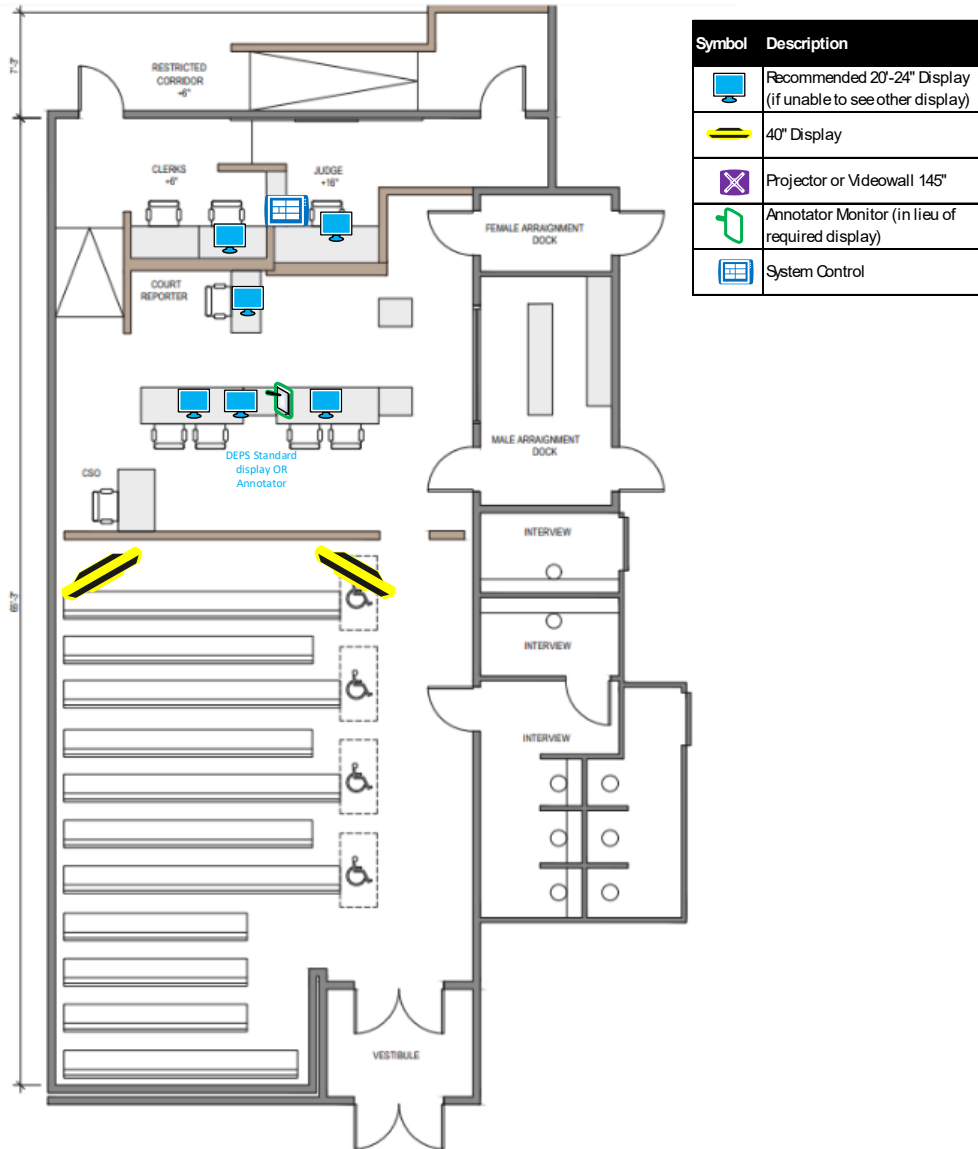 7'-3"
RESTRICTED
CORRIDOR
+6"
CLERKS
+6"
JUDGE
+16"
FEMALE ARRAIGNMENT
DOCK
COURT
REPORTER
MALE ARRAIGNMENT
DOCK
DEPS Standard
display OR
Annotator
CSO
INTERVIEW
INTERVIEW
INTERVIEW
VESTIBULE
Symbol Description
Recommended 20'-24" Display
(if unable to see other display)
40" Display
Projector or Videowall 145"
Annotator Monitor (in lieu of
required display)
System Control